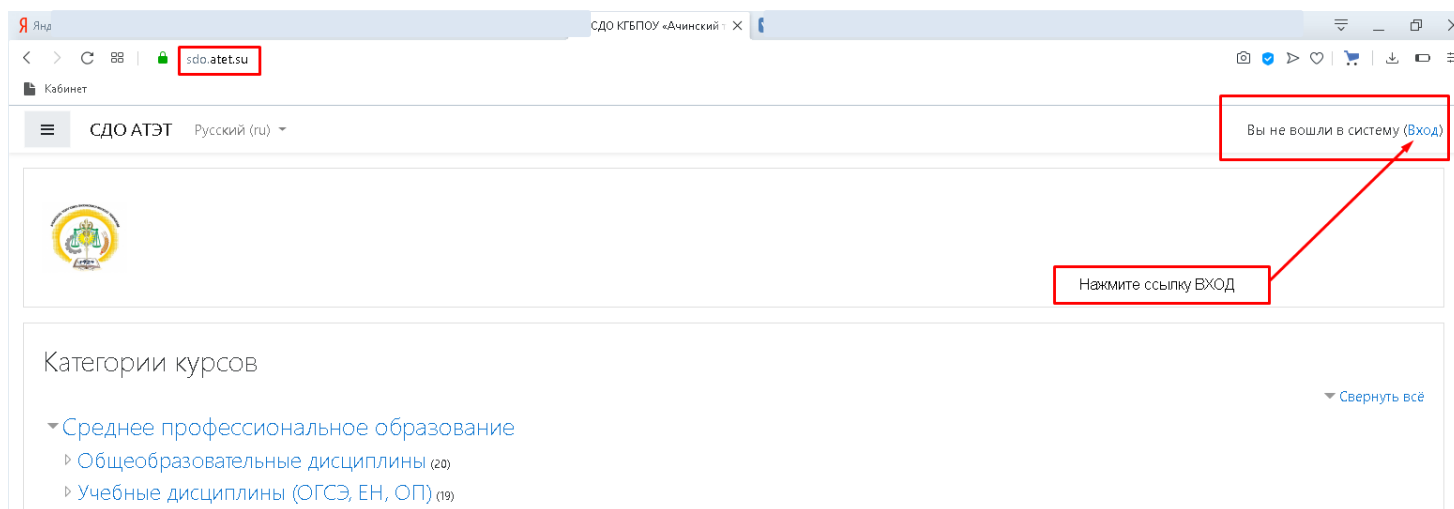 Я Янд
СДО КГБПОУ «Ачинский т
sdo.atet.su
Кабинет
СДО АТЭТ Русский (ru)
Вы не вошли в систему (Вход)
Нажмите ссылку ВХОД
Категории курсов
Свернуть всё
Среднее профессиональное образование
Общеобразовательные дисциплины (20)
Учебные дисциплины (ОГСЭ, ЕН, ОП) (19)